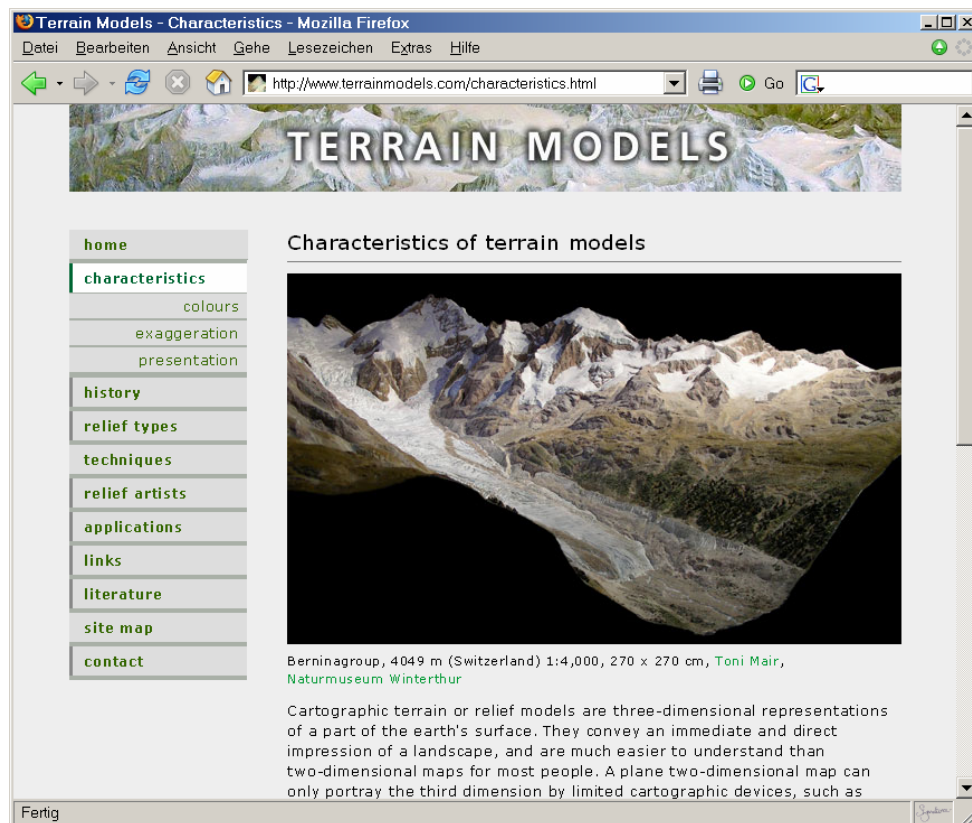 Terrain Models - Characteristics - Mozilla Firefox
Datei Bearbeiten Ansicht Gehe Lesezeichen Extras Hilfe
http://www.terrainmodels.com/characteristics.html Go G
TERRAIN MODELS
home
characteristics
colours
exaggeration
presentation
history
relief types
techniques
relief artists
applications
links
literature
site map
contact
Characteristics of terrain models
Berninagroup, 4049 m (Switzerland) 1:4,000, 270 x 270 cm, Toni Mair,
Naturmuseum Winterthur
Cartographic terrain or relief models are three-dimensional representations
of a part of the earth's surface. They convey an immediate and direct
impression of a landscape, and are much easier to understand than
two-dimensional maps for most people. A plane two-dimensional map can
only portray the third dimension by limited cartographic devices, such as
Fertig